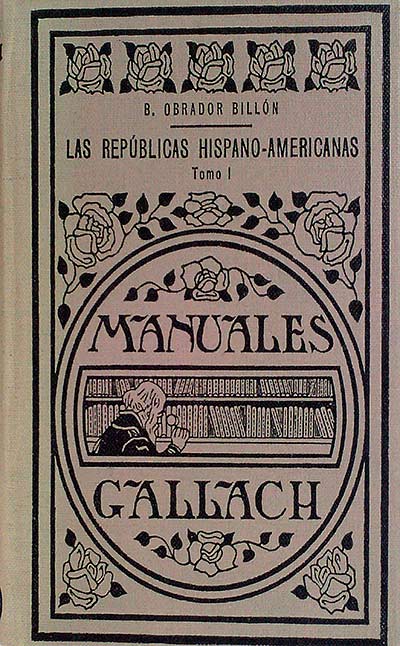 B. OBRADOR BILLÓN
LAS REPÚBLICAS HISPANO-AMERICANAS
Tomo I
MANUALES
GALLACH